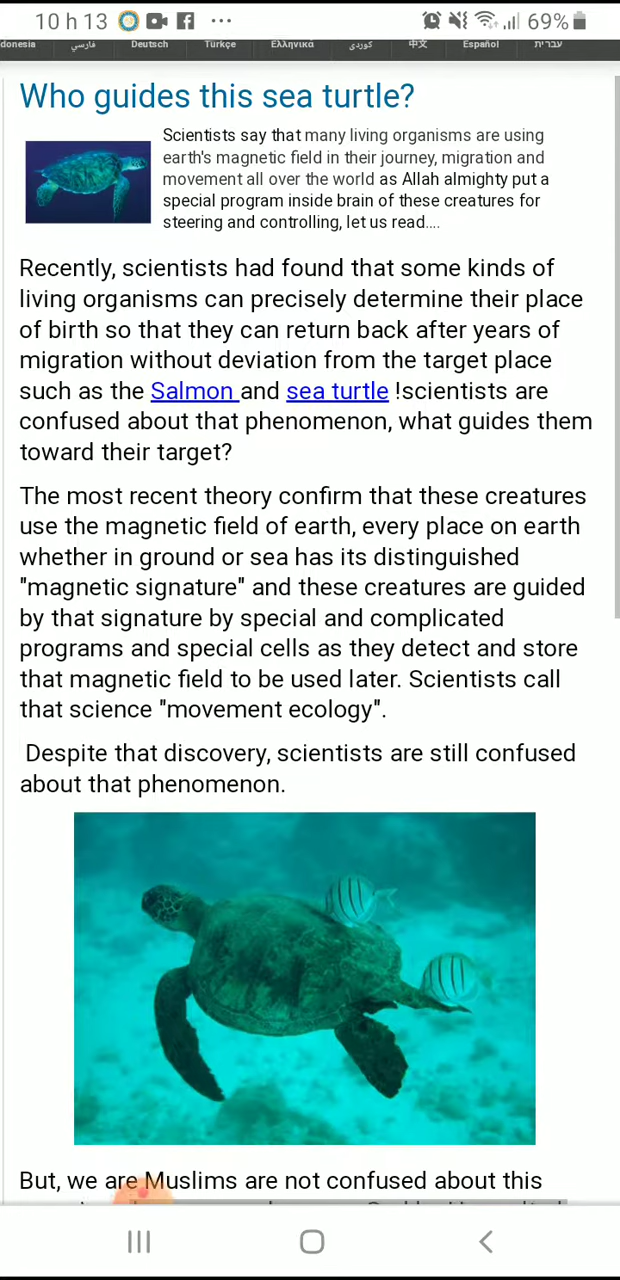 10 h 13 ... 69%
donesia فارسی Deutsch Türkçe Ελληνικά كوردی 中文 Español עברית
Who guides this sea turtle?
Scientists say that many living organisms are using
earth's magnetic field in their journey, migration and
movement all over the world as Allah almighty put a
special program inside brain of these creatures for
steering and controlling, let us read....
Recently, scientists had found that some kinds of
living organisms can precisely determine their place
of birth so that they can return back after years of
migration without deviation from the target place
such as the Salmon and sea turtle !scientists are
confused about that phenomenon, what guides them
toward their target?
The most recent theory confirm that these creatures
use the magnetic field of earth, every place on earth
whether in ground or sea has its distinguished
"magnetic signature" and these creatures are guided
by that signature by special and complicated
programs and special cells as they detect and store
that magnetic field to be used later. Scientists call
that science "movement ecology".
Despite that discovery, scientists are still confused
about that phenomenon.
But, we are Muslims are not confused about this